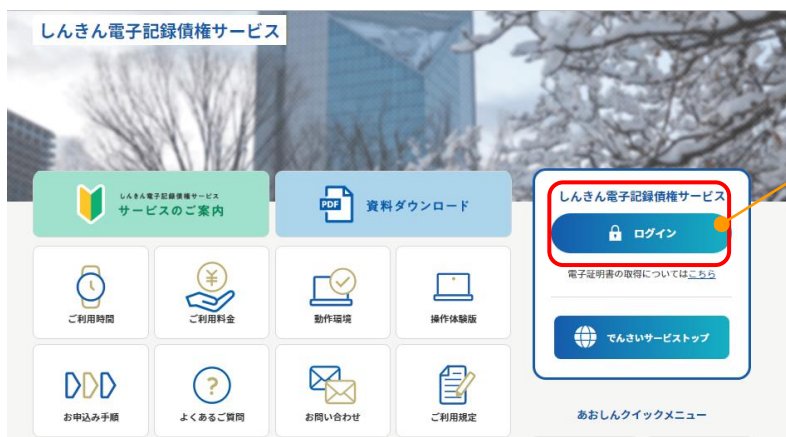 しんきん電子記録債権サービス
しんきん電子記録債権サービス
サービスのご案内
PDF 資料ダウンロード
しんきん電子記録債権サービス
ログイン
電子証明書の取得についてはこちら
でんさいサービストップ
ご利用時間
ご利用料金
動作環境
操作体験版
お申込み手順
よくあるご質問
お問い合わせ
ご利用規定
あおしんクイックメニュー